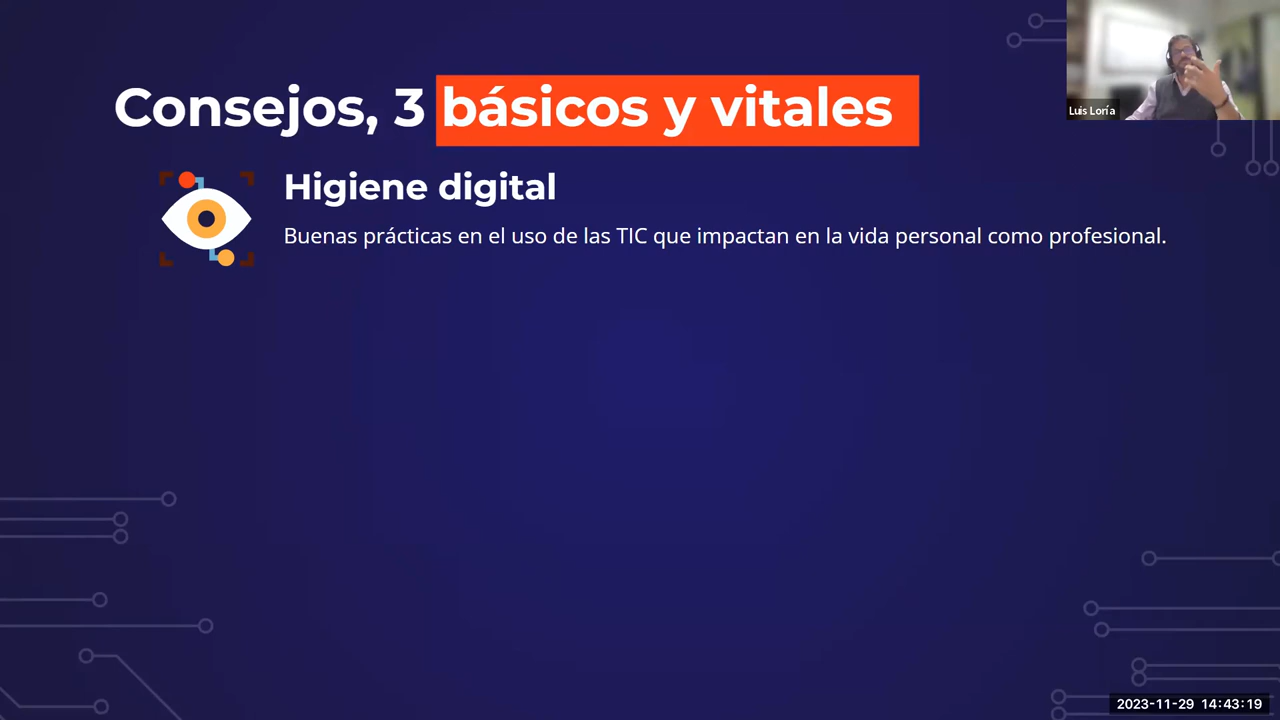 Consejos, 3 básicos y vitales
Luis Loría
Higiene digital
Buenas prácticas en el uso de las TIC que impactan en la vida personal como profesional.
2023-11-29 14:43:19